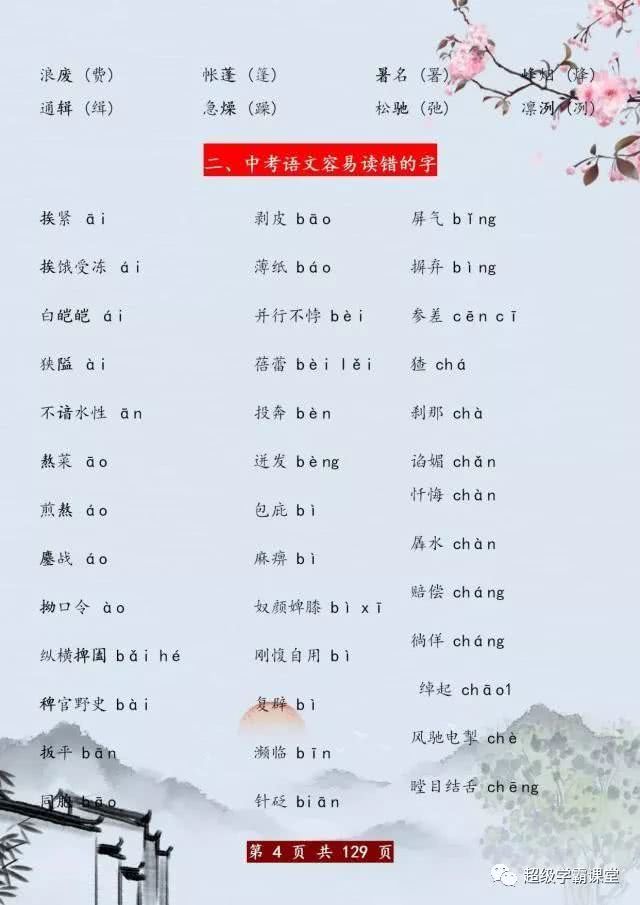 浪废（费） 帐蓬（篷） 暑名（署） 峰烟（烽）
通辑（缉） 急燥（躁） 松驰（弛） 凛洌（冽）
二、中考语文容易读错的字
挨紧 āi 剥皮 bāo 屏气 bǐng
挨饿受冻 ái 薄纸 báo 摒弃 bìng
白皑皑 ái 并行不悖 bèi 参差 cēn cī
狭隘 ài 蓓蕾 bèi lěi 猹 chá
不谙水性 ān 投奔 bèn 刹那 chà
熬菜 āo 迸发 bèng 谄媚 chǎn
煎熬 áo 包庇 bì 忏悔 chàn
鏖战 áo 麻痹 bì 羼水 chàn
拗口令 ào 奴颜婢膝 bì xī 赔偿 cháng
纵横捭阖 bǎi hé 刚愎自用 bì 徜徉 cháng
稗官野史 bài 复辟 bì 绰起 chāo1
扳平 bān 濒临 bīn 风驰电掣 chè
同胞 bāo 针砭 biān 瞠目结舌 chēng
第 4 页 共 129 页
超级学霸课堂